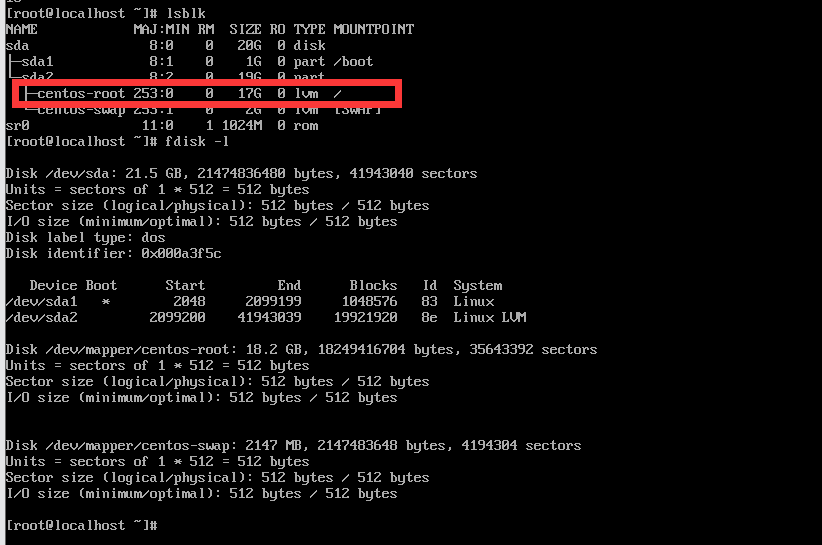 [root@localhost ~]# lsblk
NAME            MAJ:MIN RM  SIZE RO TYPE MOUNTPOINT
sda               8:0    0   20G  0 disk
├─sda1            8:1    0    1G  0 part /boot
└─sda2            8:2    0   19G  0 part
  ├─centos-root 253:0    0   17G  0 lvm  /
  └─centos-swap 253:1    0    2G  0 lvm  [SWAP]
sr0              11:0    1 1024M  0 rom
[root@localhost ~]# fdisk -l
Disk /dev/sda: 21.5 GB, 21474836480 bytes, 41943040 sectors
Units = sectors of 1 * 512 = 512 bytes
Sector size (logical/physical): 512 bytes / 512 bytes
I/O size (minimum/optimal): 512 bytes / 512 bytes
Disk label type: dos
Disk identifier: 0x000a3f5c
   Device Boot      Start         End      Blocks   Id  System
/dev/sda1   *        2048     2099199     1048576   83  Linux
/dev/sda2         2099200    41943039    19921920   8e  Linux LVM
Disk /dev/mapper/centos-root: 18.2 GB, 18249416704 bytes, 35643392 sectors
Units = sectors of 1 * 512 = 512 bytes
Sector size (logical/physical): 512 bytes / 512 bytes
I/O size (minimum/optimal): 512 bytes / 512 bytes
Disk /dev/mapper/centos-swap: 2147 MB, 2147483648 bytes, 4194304 sectors
Units = sectors of 1 * 512 = 512 bytes
Sector size (logical/physical): 512 bytes / 512 bytes
I/O size (minimum/optimal): 512 bytes / 512 bytes
[root@localhost ~]#